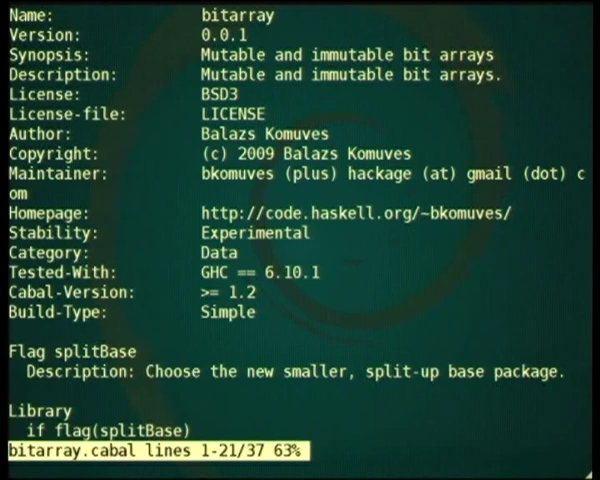 Name: bitarray
Version: 0.0.1
Synopsis: Mutable and immutable bit arrays
Description: Mutable and immutable bit arrays.
License: BSD3
License-file: LICENSE
Author: Balazs Komuves
Copyright: (c) 2009 Balazs Komuves
Maintainer: bkomuves (plus) hackage (at) gmail (dot) c
om
Homepage: http://code.haskell.org/~bkomuves/
Stability: Experimental
Category: Data
Tested-With: GHC == 6.10.1
Cabal-Version: >= 1.2
Build-Type: Simple
Flag splitBase
Description: Choose the new smaller, split-up base package.
Library
if flag(splitBase)
bitarray.cabal lines 1-21/37 63%